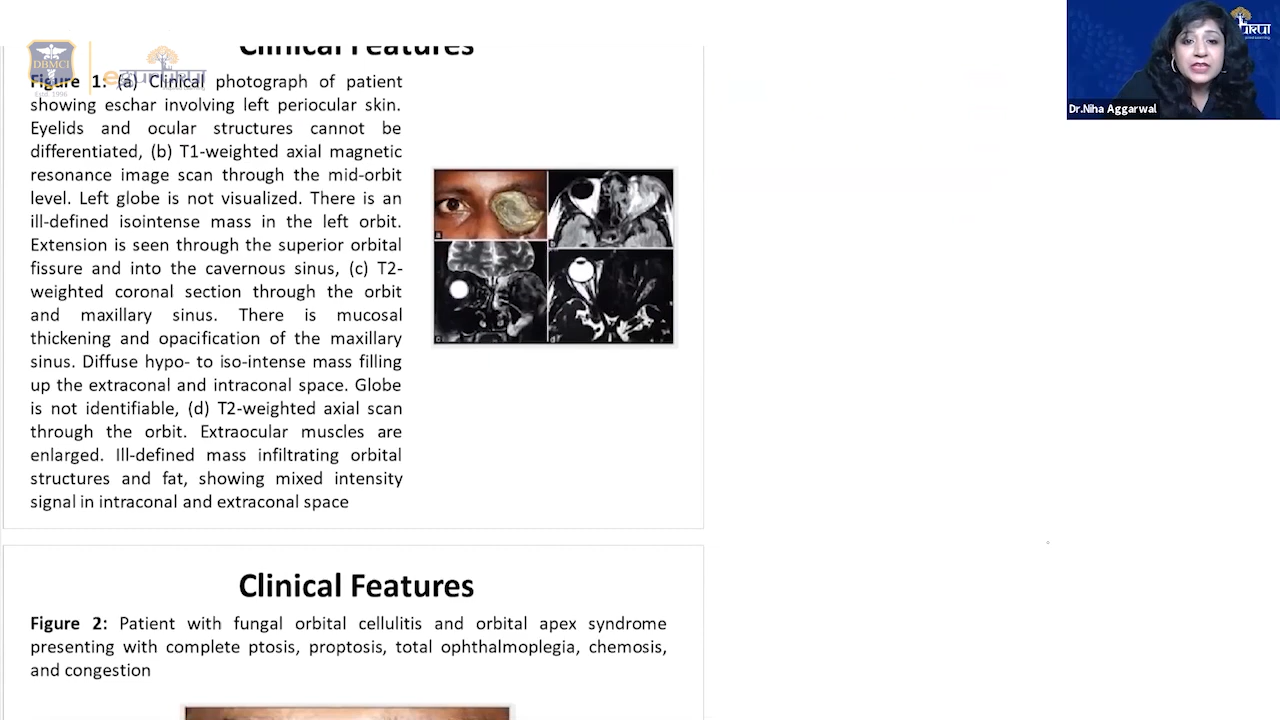 Clinical Features
DBMCI
Estd. 1996
egurukul
Figure 1: (a) Clinical photograph of patient
showing eschar involving left periocular skin.
Eyelids and ocular structures cannot be
differentiated, (b) T1-weighted axial magnetic
resonance image scan through the mid-orbit
level. Left globe is not visualized. There is an
ill-defined isointense mass in the left orbit.
Extension is seen through the superior orbital
fissure and into the cavernous sinus, (c) T2-
weighted coronal section through the orbit
and maxillary sinus. There is mucosal
thickening and opacification of the maxillary
sinus. Diffuse hypo- to iso-intense mass filling
up the extraconal and intraconal space. Globe
is not identifiable, (d) T2-weighted axial scan
through the orbit. Extraocular muscles are
enlarged. Ill-defined mass infiltrating orbital
structures and fat, showing mixed intensity
signal in intraconal and extraconal space
a
b
c
d
Dr.Niha Aggarwal
Clinical Features
Figure 2: Patient with fungal orbital cellulitis and orbital apex syndrome
presenting with complete ptosis, proptosis, total ophthalmoplegia, chemosis,
and congestion